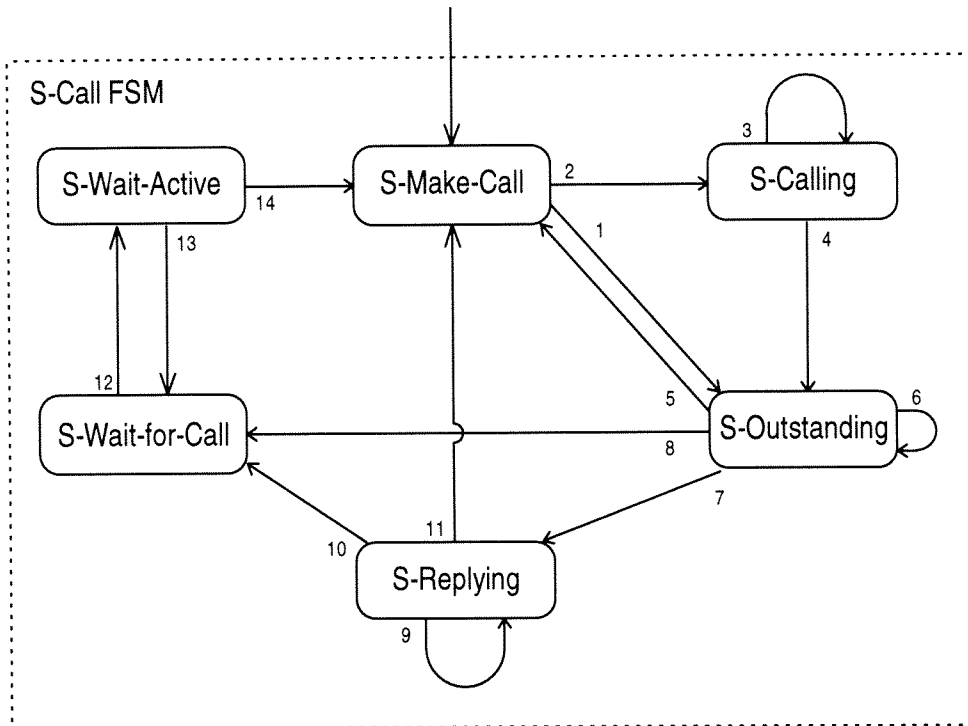 S-Call FSM
3
S-Wait-Active
S-Make-Call
2
S-Calling
14
13
1
4
12
5
6
S-Wait-for-Call
S-Outstanding
8
7
11
10
S-Replying
9